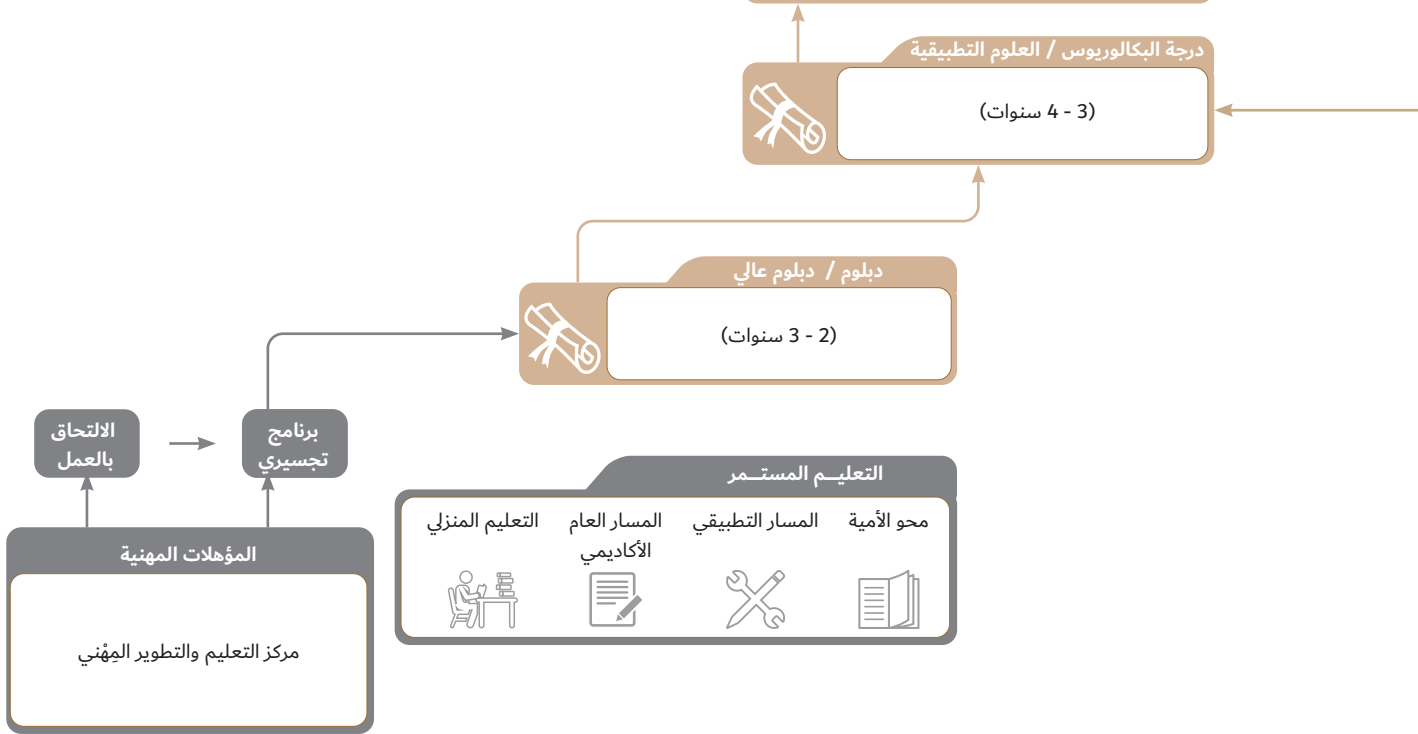 درجة البكالوريوس / العلوم التطبيقية
(3 - 4 سنوات)
دبلوم / دبلوم عالي
(2 - 3 سنوات)
برنامج
تجسيري
الالتحاق
بالعمل
التعليــم المستــمر
محو الأمية
المسار التطبيقي
المسار العام
الأكاديمي
التعليم المنزلي
المؤهلات المهنية
مركز التعليم والتطوير المِهْني